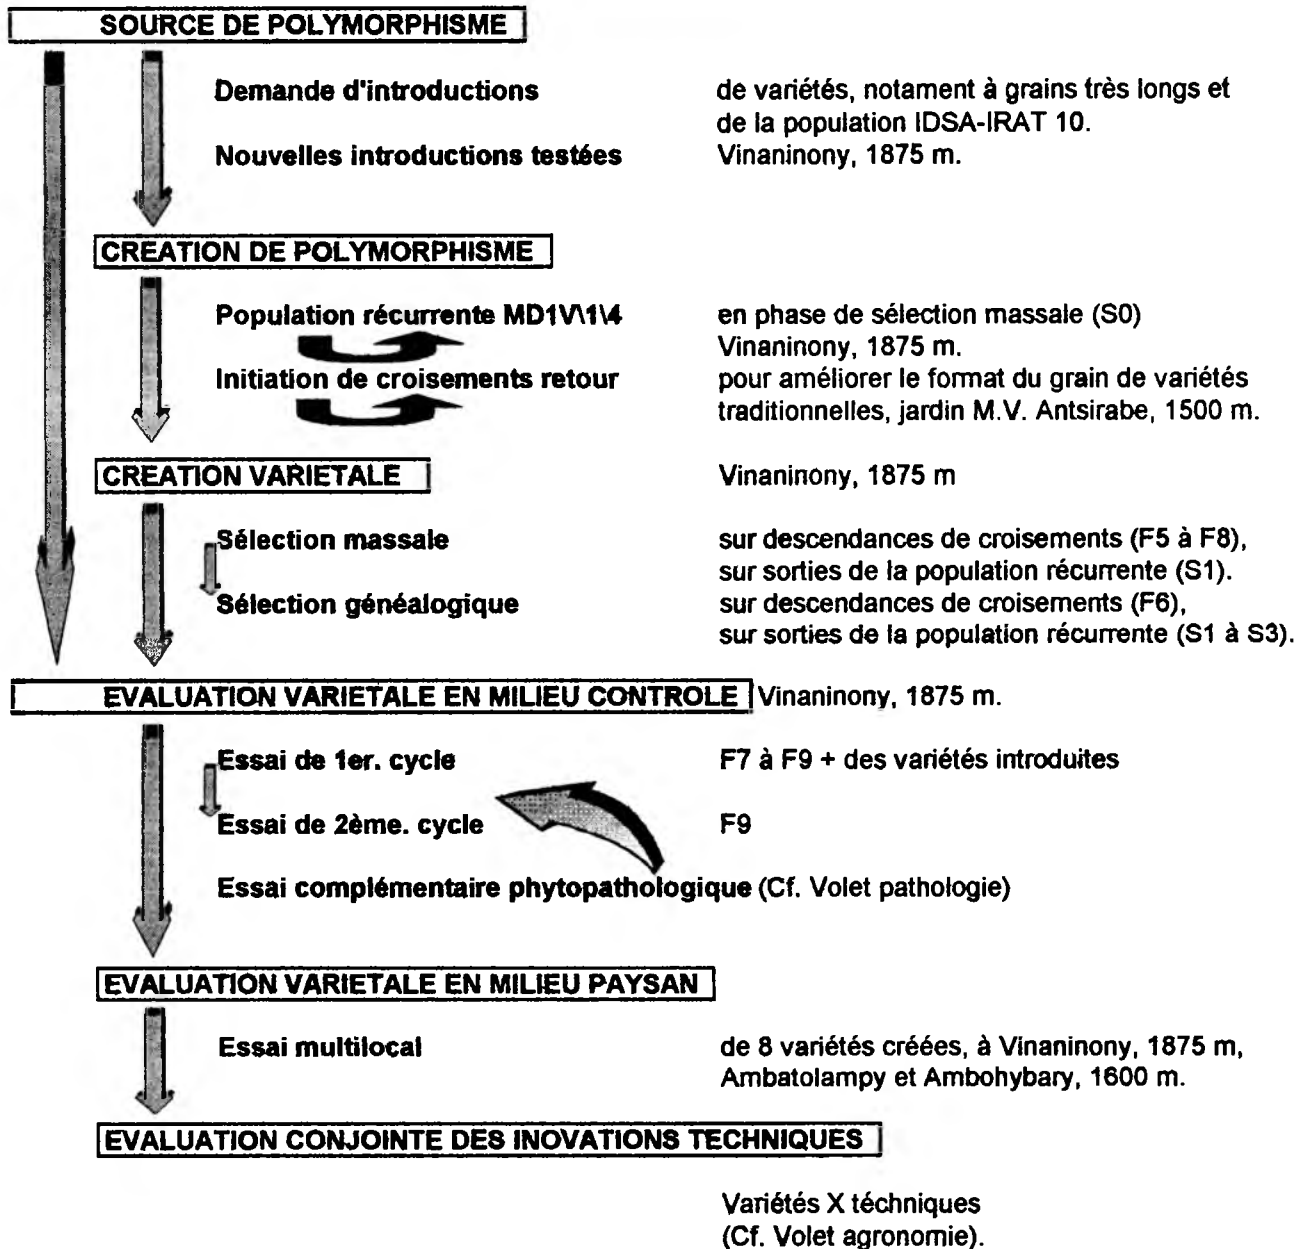 SOURCE DE POLYMORPHISME
Demande d'introductions de variétés, notament à grains très longs et
de la population IDSA-IRAT 10.
Nouvelles introductions testées Vinaninony, 1875 m.
CREATION DE POLYMORPHISME
Population récurrente MD1V\1\4 en phase de sélection massale (S0)
Vinaninony, 1875 m.
Initiation de croisements retour pour améliorer le format du grain de variétés
traditionnelles, jardin M.V. Antsirabe, 1500 m.
CREATION VARIETALE Vinaninony, 1875 m
Sélection massale sur descendances de croisements (F5 à F8),
sur sorties de la population récurrente (S1).
Sélection généalogique sur descendances de croisements (F6),
sur sorties de la population récurrente (S1 à S3).
EVALUATION VARIETALE EN MILIEU CONTROLE Vinaninony, 1875 m.
Essai de 1er. cycle F7 à F9 + des variétés introduites
Essai de 2ème. cycle F9
Essai complémentaire phytopathologique (Cf. Volet pathologie)
EVALUATION VARIETALE EN MILIEU PAYSAN
Essai multilocal de 8 variétés créées, à Vinaninony, 1875 m,
Ambatolampy et Ambohybary, 1600 m.
EVALUATION CONJOINTE DES INOVATIONS TECHNIQUES
Variétés X téchniques
(Cf. Volet agronomie).